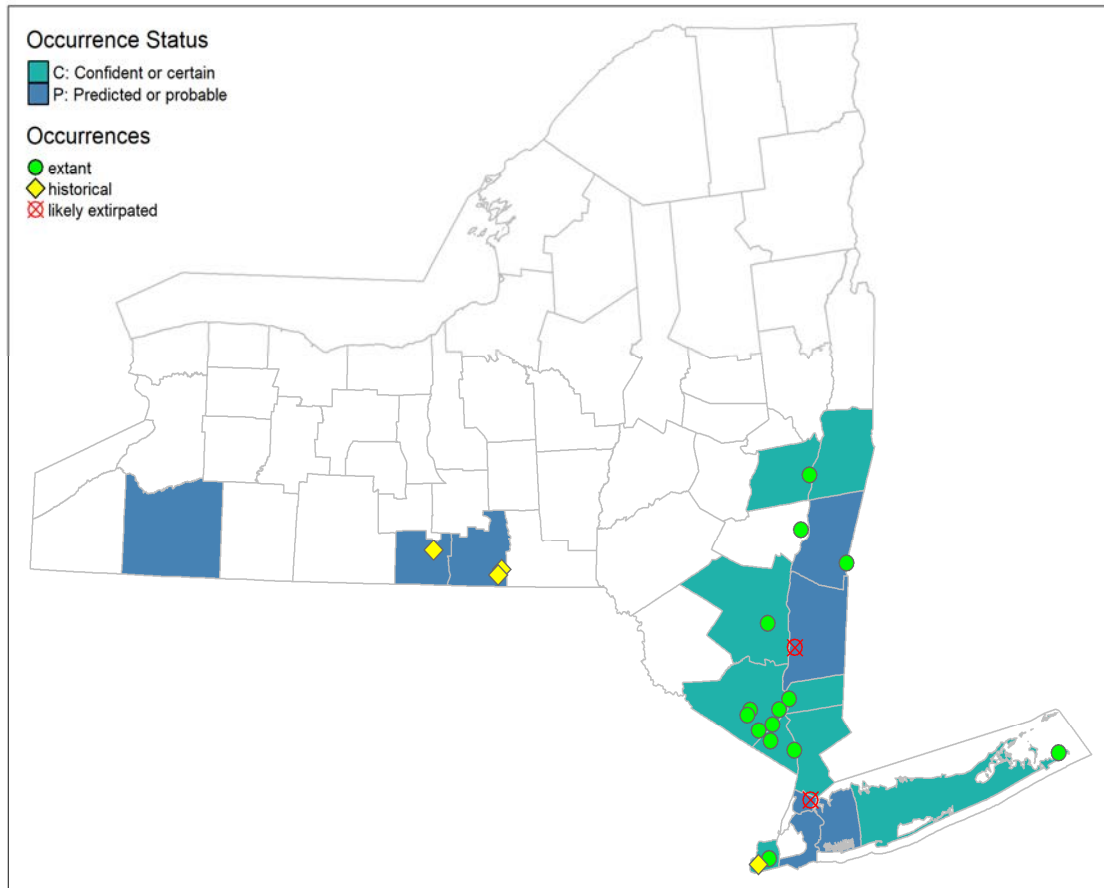 Occurrence Status
C: Confident or certain
P: Predicted or probable
Occurrences
extant
historical
likely extirpated